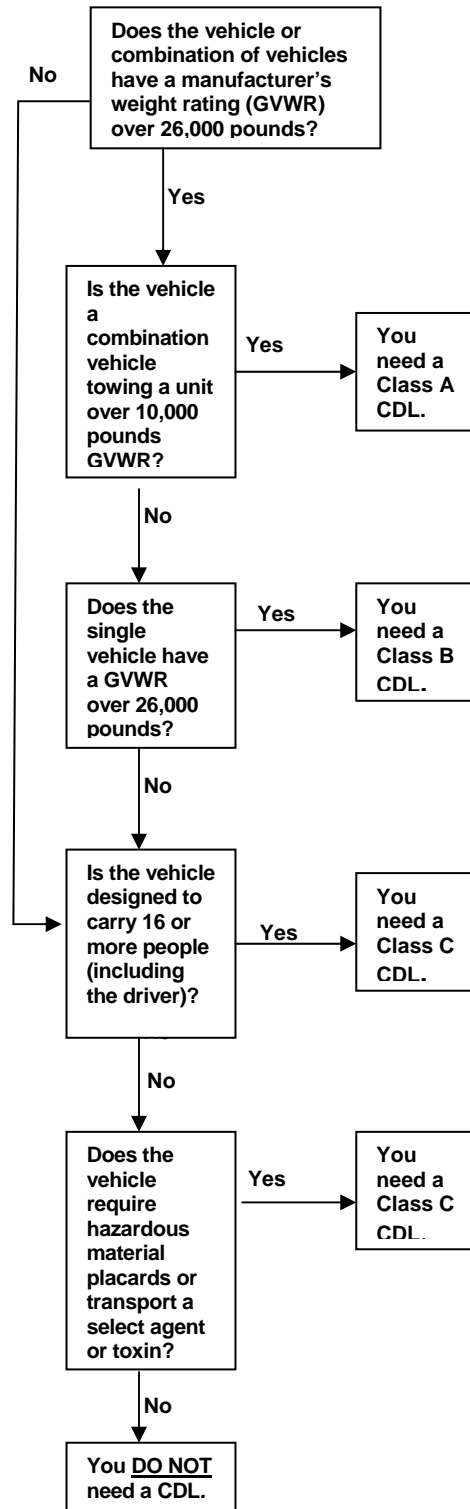 Does the vehicle or
combination of vehicles
have a manufacturer’s
weight rating (GVWR)
over 26,000 pounds?
No
Yes
Is the vehicle
a
combination
vehicle
towing a unit
over 10,000
pounds
GVWR?
Yes
You
need a
Class A
CDL.
No
Does the
single
vehicle have
a GVWR
over 26,000
pounds?
Yes
You
need a
Class B
CDL.
No
Is the vehicle
designed to
carry 16 or
more people
(including
the driver)?
Yes
You
need a
Class C
CDL.
No
Does the
vehicle
require
hazardous
material
placards or
transport a
select agent
or toxin?
Yes
You
need a
Class C
CDL.
No
You DO NOT
need a CDL.